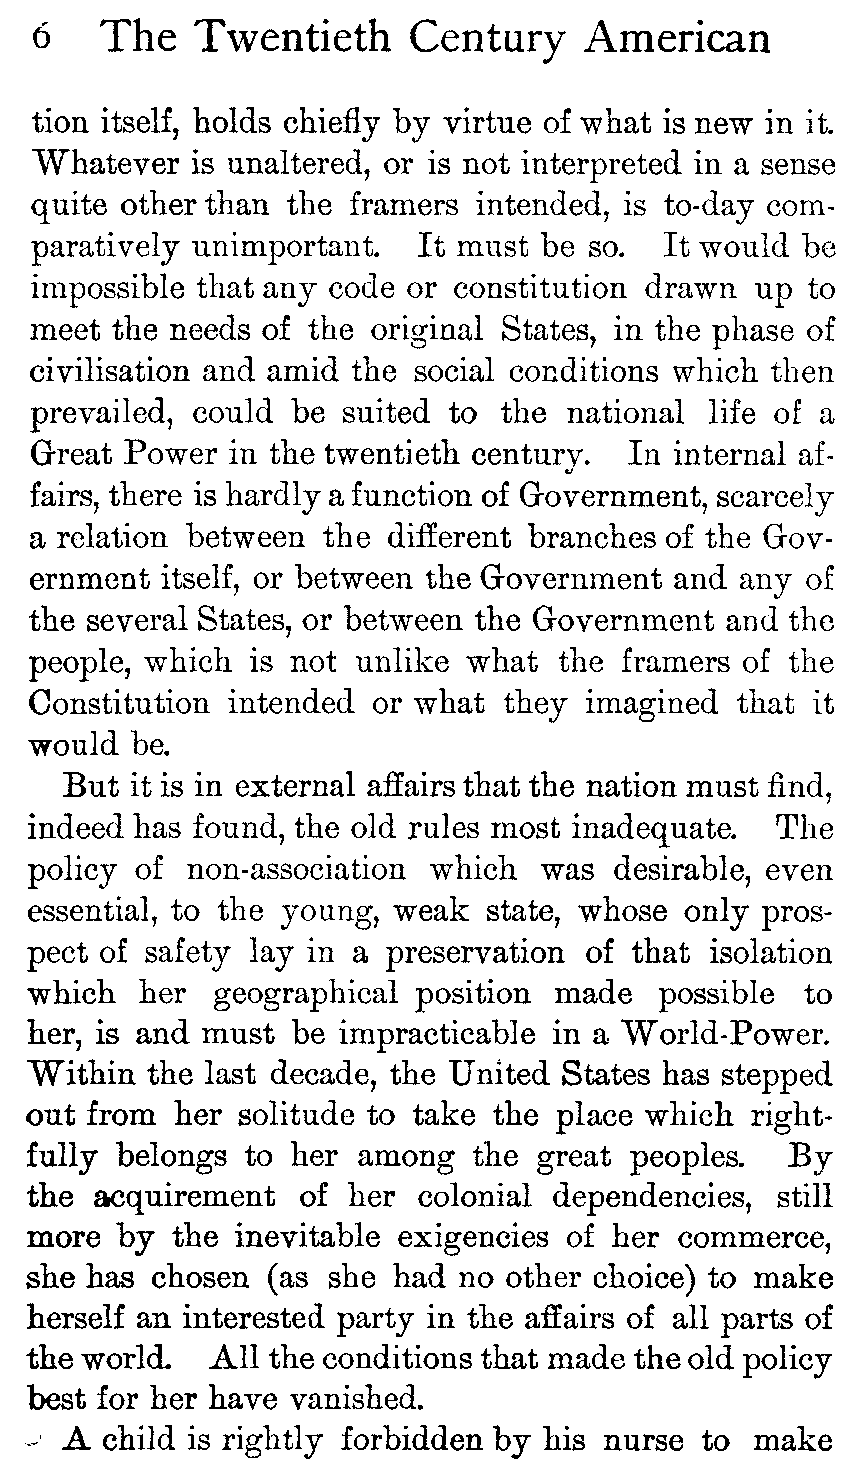 6 The Twentieth Century American
tion itself, holds chiefly by virtue of what is new in it.
Whatever is unaltered, or is not interpreted in a sense
quite other than the framers intended, is to-day com-
paratively unimportant. It must be so. It would be
impossible that any code or constitution drawn up to
meet the needs of the original States, in the phase of
civilisation and amid the social conditions which then
prevailed, could be suited to the national life of a
Great Power in the twentieth century. In internal af-
fairs, there is hardly a function of Government, scarcely
a relation between the different branches of the Gov-
ernment itself, or between the Government and any of
the several States, or between the Government and the
people, which is not unlike what the framers of the
Constitution intended or what they imagined that it
would be.
But it is in external affairs that the nation must find,
indeed has found, the old rules most inadequate. The
policy of non-association which was desirable, even
essential, to the young, weak state, whose only pros-
pect of safety lay in a preservation of that isolation
which her geographical position made possible to
her, is and must be impracticable in a World-Power.
Within the last decade, the United States has stepped
out from her solitude to take the place which right-
fully belongs to her among the great peoples. By
the acquirement of her colonial dependencies, still
more by the inevitable exigencies of her commerce,
she has chosen (as she had no other choice) to make
herself an interested party in the affairs of all parts of
the world. All the conditions that made the old policy
best for her have vanished.
A child is rightly forbidden by his nurse to make